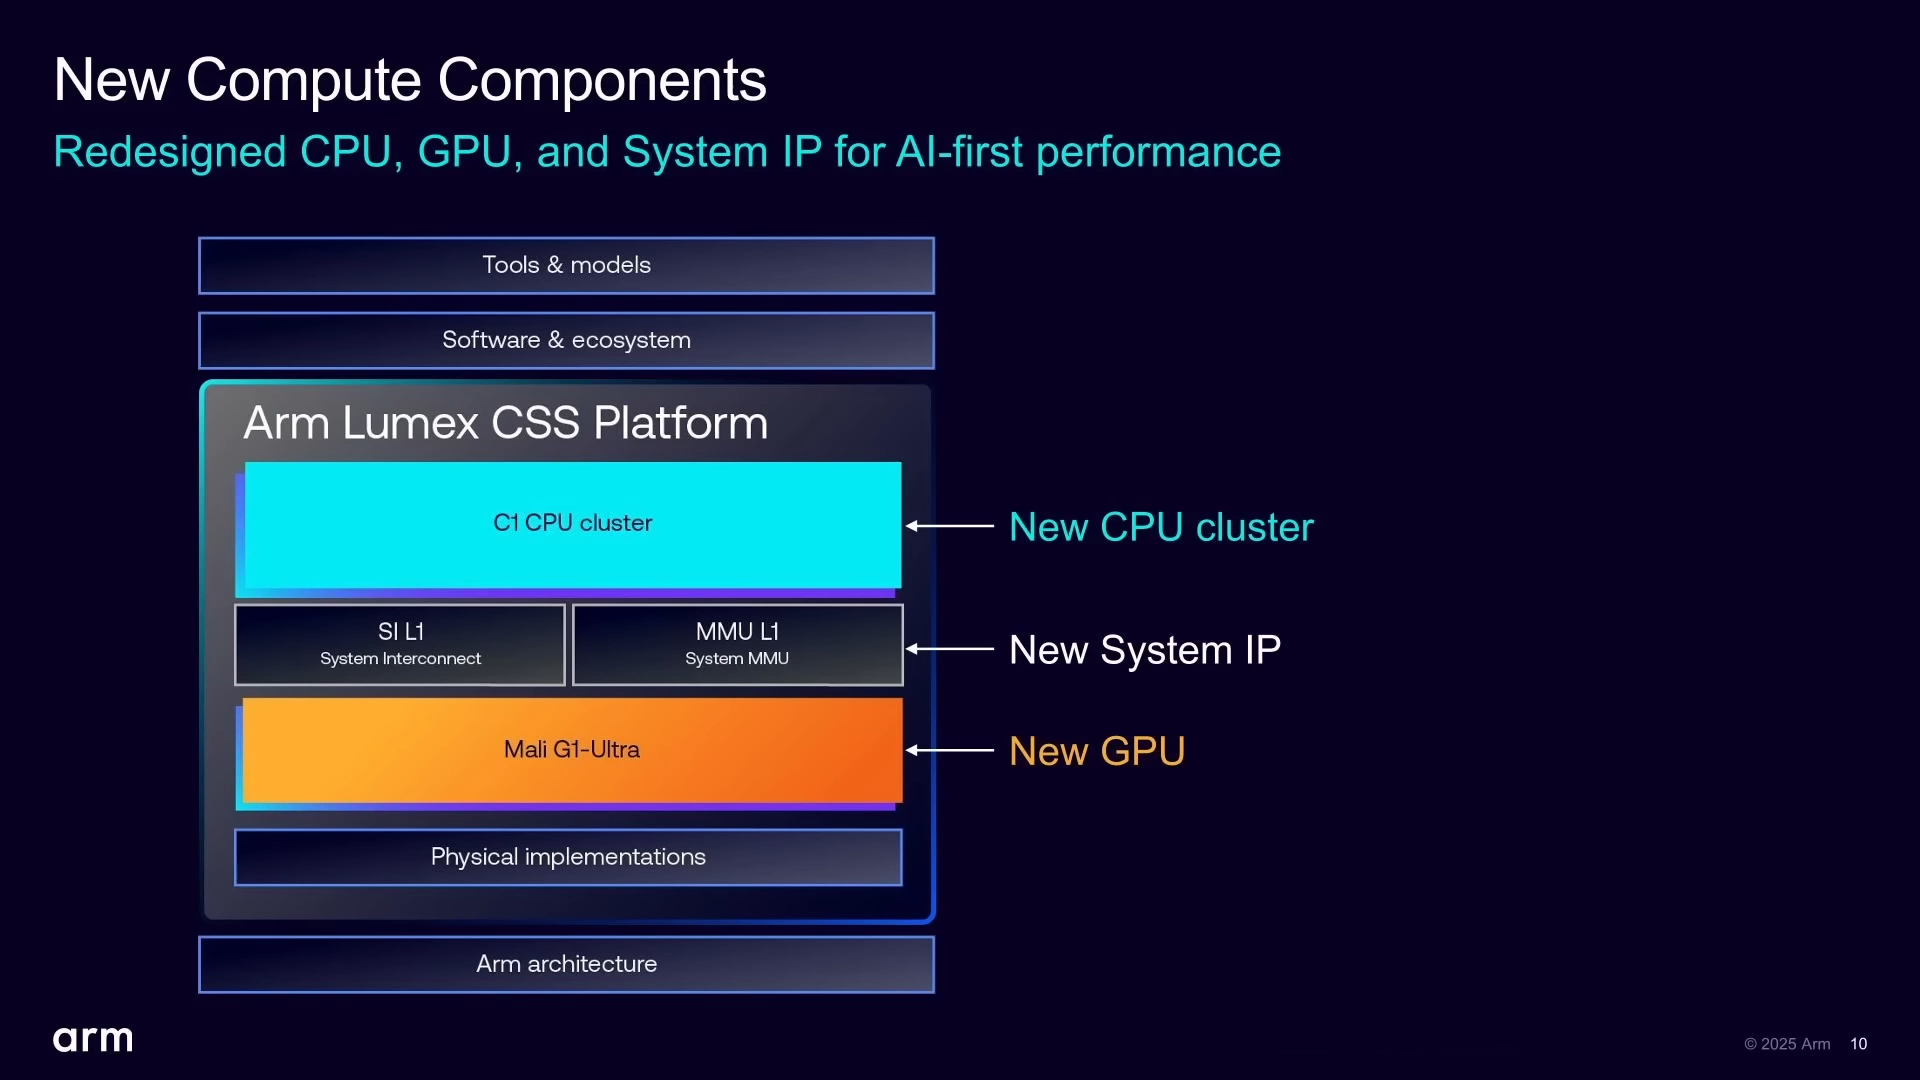 New Compute Components
Redesigned CPU, GPU, and System IP for AI-first performance
Tools & models
Software & ecosystem
Arm Lumex CSS Platform
C1 CPU cluster
New CPU cluster
SI L1
System Interconnect
MMU L1
System MMU
New System IP
Mali G1-Ultra
New GPU
Physical implementations
Arm architecture
arm
© 2025 Arm 10